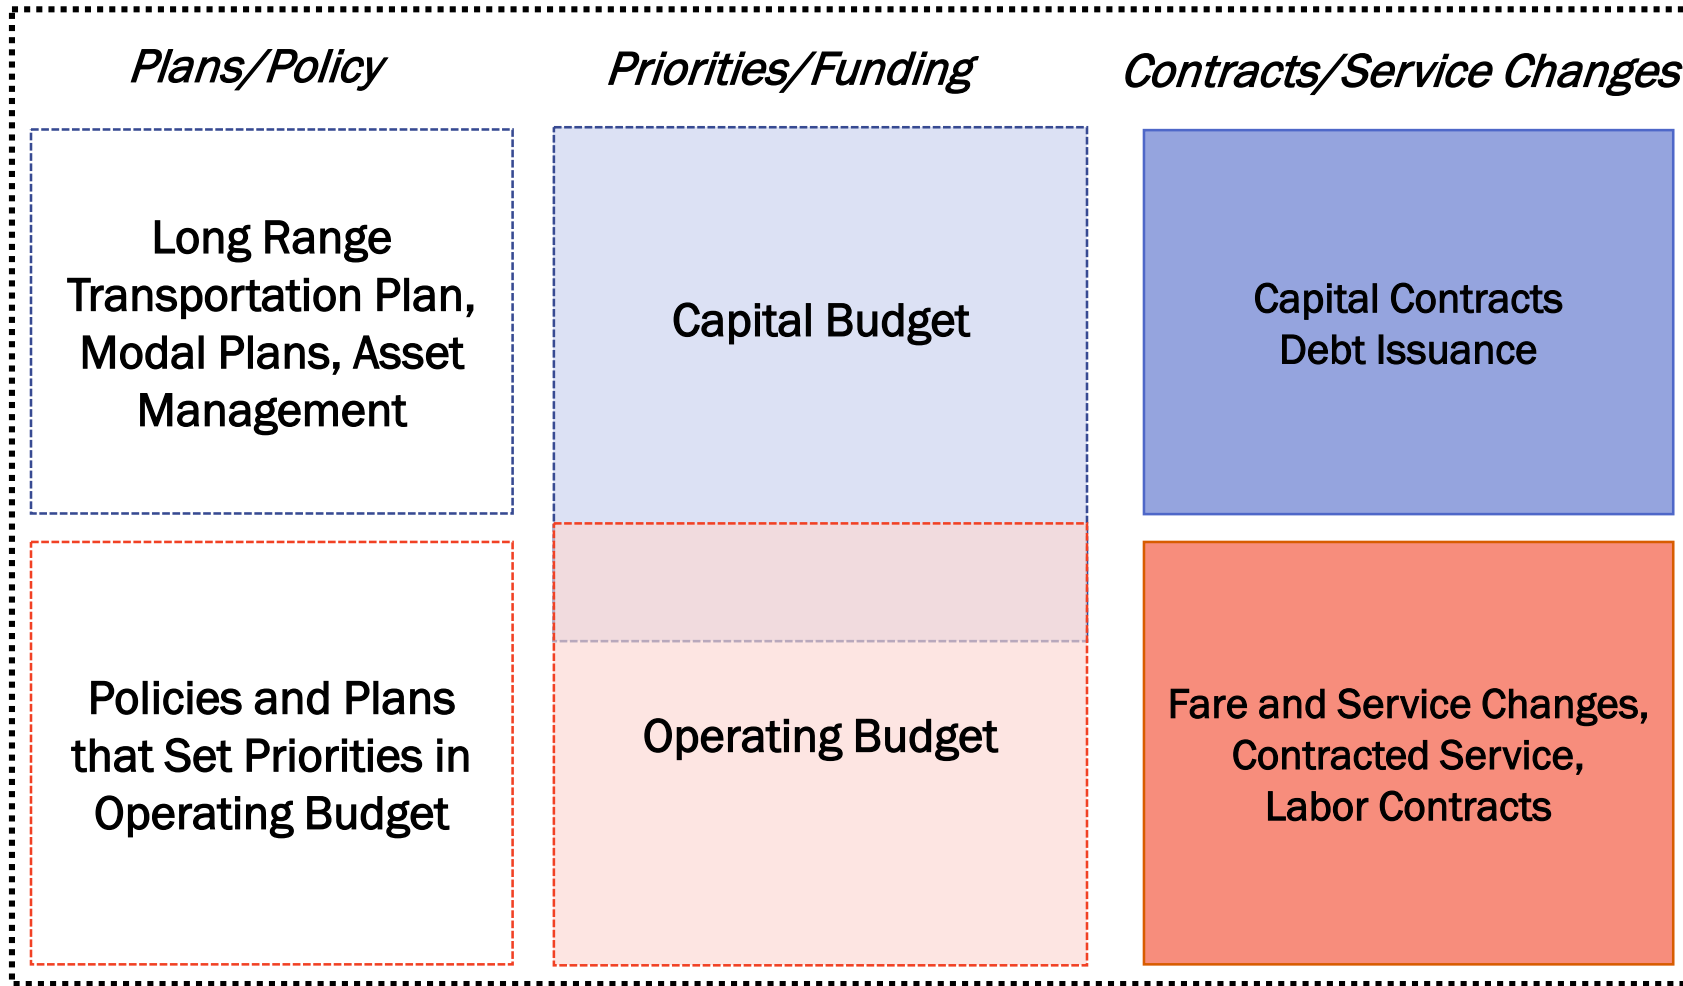 Plans/Policy
Priorities/Funding
Contracts/Service Changes
Long Range
Transportation Plan,
Modal Plans, Asset
Management
Capital Budget
Capital Contracts
Debt Issuance
Policies and Plans
that Set Priorities in
Operating Budget
Operating Budget
Fare and Service Changes,
Contracted Service,
Labor Contracts